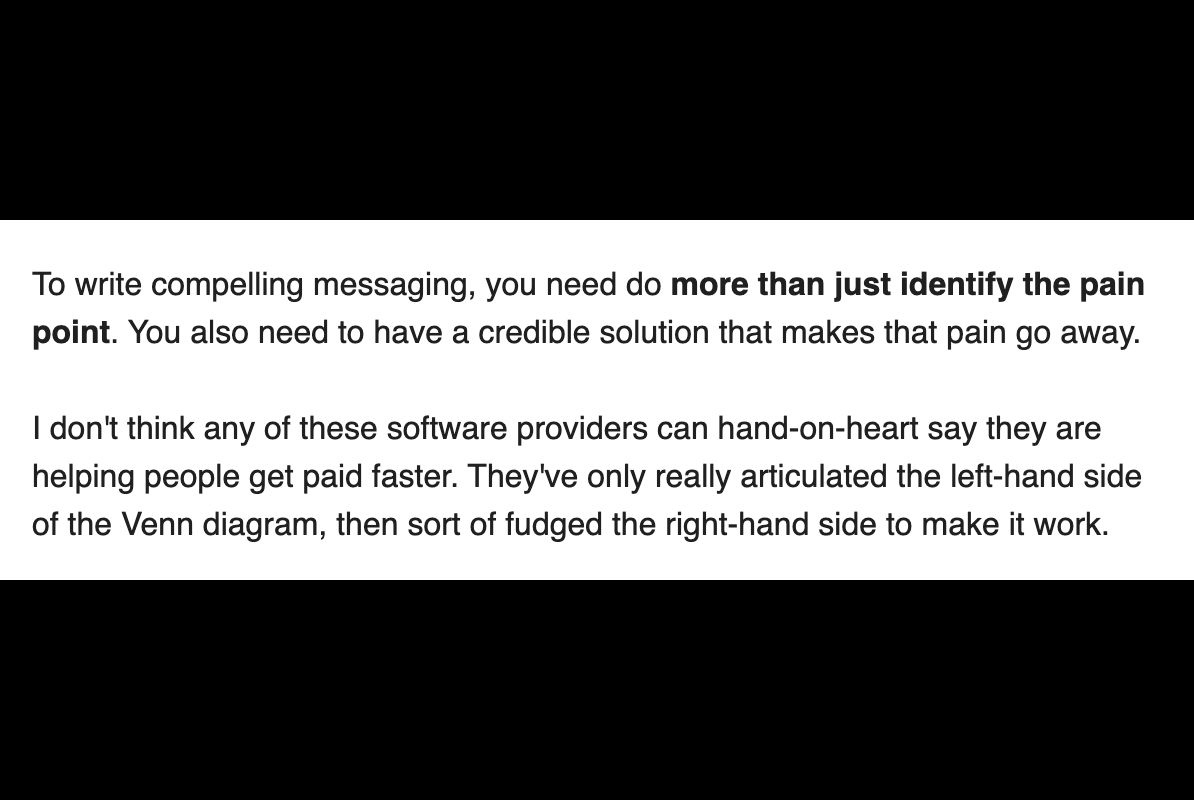 To write compelling messaging, you need do more than just identify the pain
point. You also need to have a credible solution that makes that pain go away.
I don't think any of these software providers can hand-on-heart say they are
helping people get paid faster. They've only really articulated the left-hand side
of the Venn diagram, then sort of fudged the right-hand side to make it work.